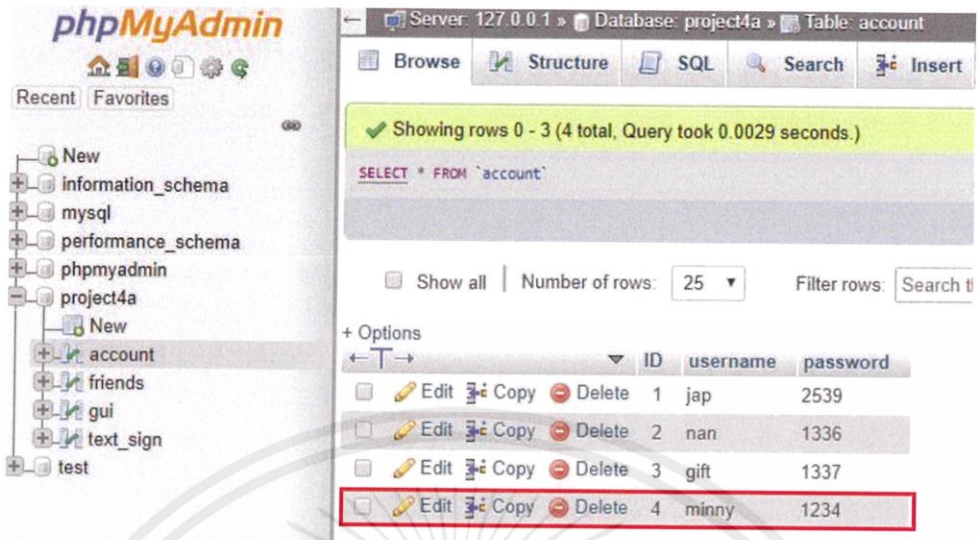 phpMyAdmin
Recent Favorites
New
information_schema
mysql
performance_schema
phpmyadmin
project4a
New
account
friends
gui
text_sign
test
Server: 127.0.0.1 » Database: project4a » Table: account
Browse Structure SQL Search Insert
Showing rows 0 - 3 (4 total, Query took 0.0029 seconds.)
SELECT * FROM `account`
Show all Number of rows: 25 Filter rows: Search
+ Options
ID username password
Edit Copy Delete 1 jap 2539
Edit Copy Delete 2 nan 1336
Edit Copy Delete 3 gift 1337
Edit Copy Delete 4 minny 1234